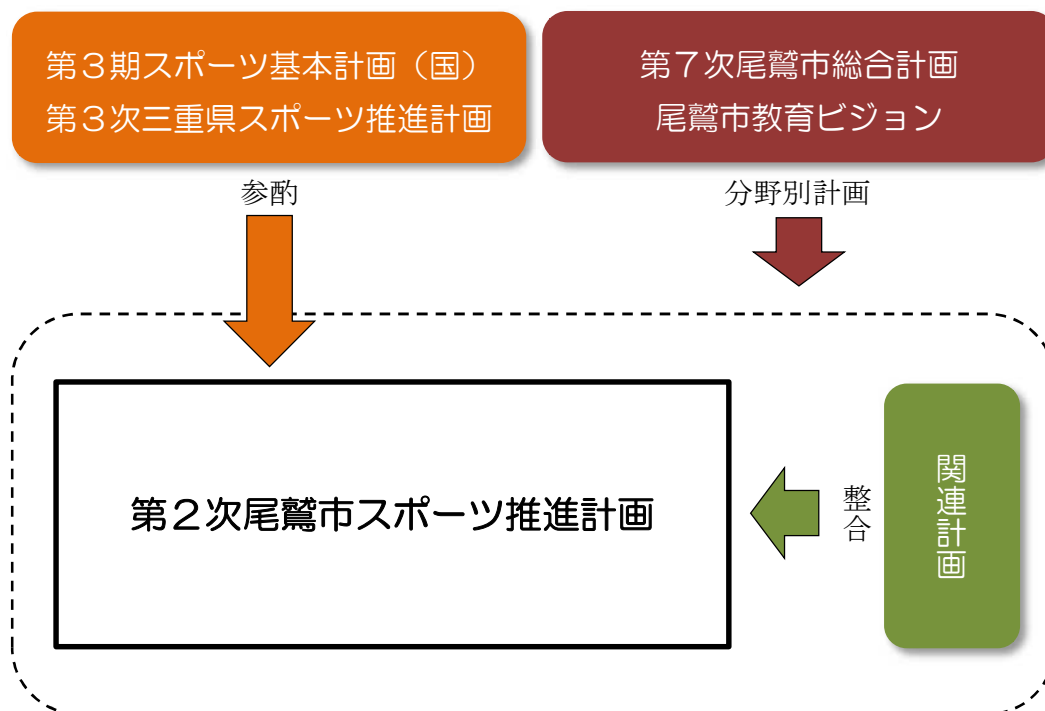 第３期スポーツ基本計画（国）
第３次三重県スポーツ推進計画
第７次尾鷲市総合計画
尾鷲市教育ビジョン
参酌
分野別計画
第２次尾鷲市スポーツ推進計画
整合
関連計画